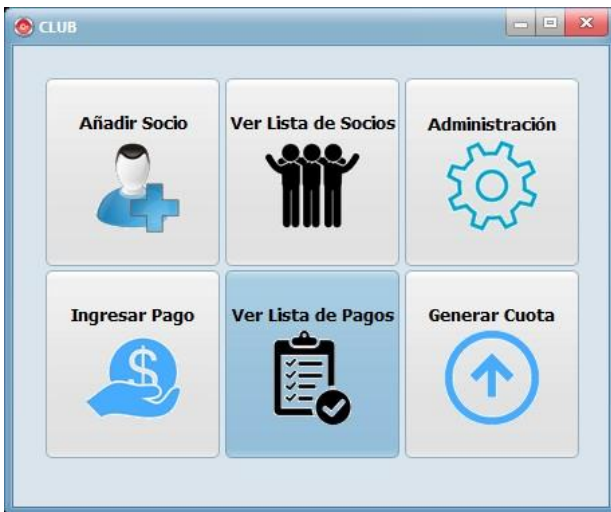 CLUB
Añadir Socio
Ver Lista de Socios
Administración
Ingresar Pago
Ver Lista de Pagos
Generar Cuota
$